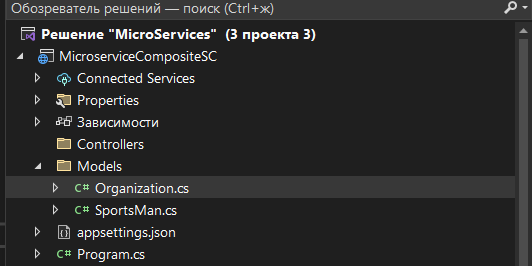 Обозреватель решений — поиск (Ctrl+ж)
Решение "MicroServices" (3 проекта 3)
MicroserviceCompositeSC
Connected Services
Properties
Зависимости
Controllers
Models
C# Organization.cs
C# SportsMan.cs
appsettings.json
C# Program.cs